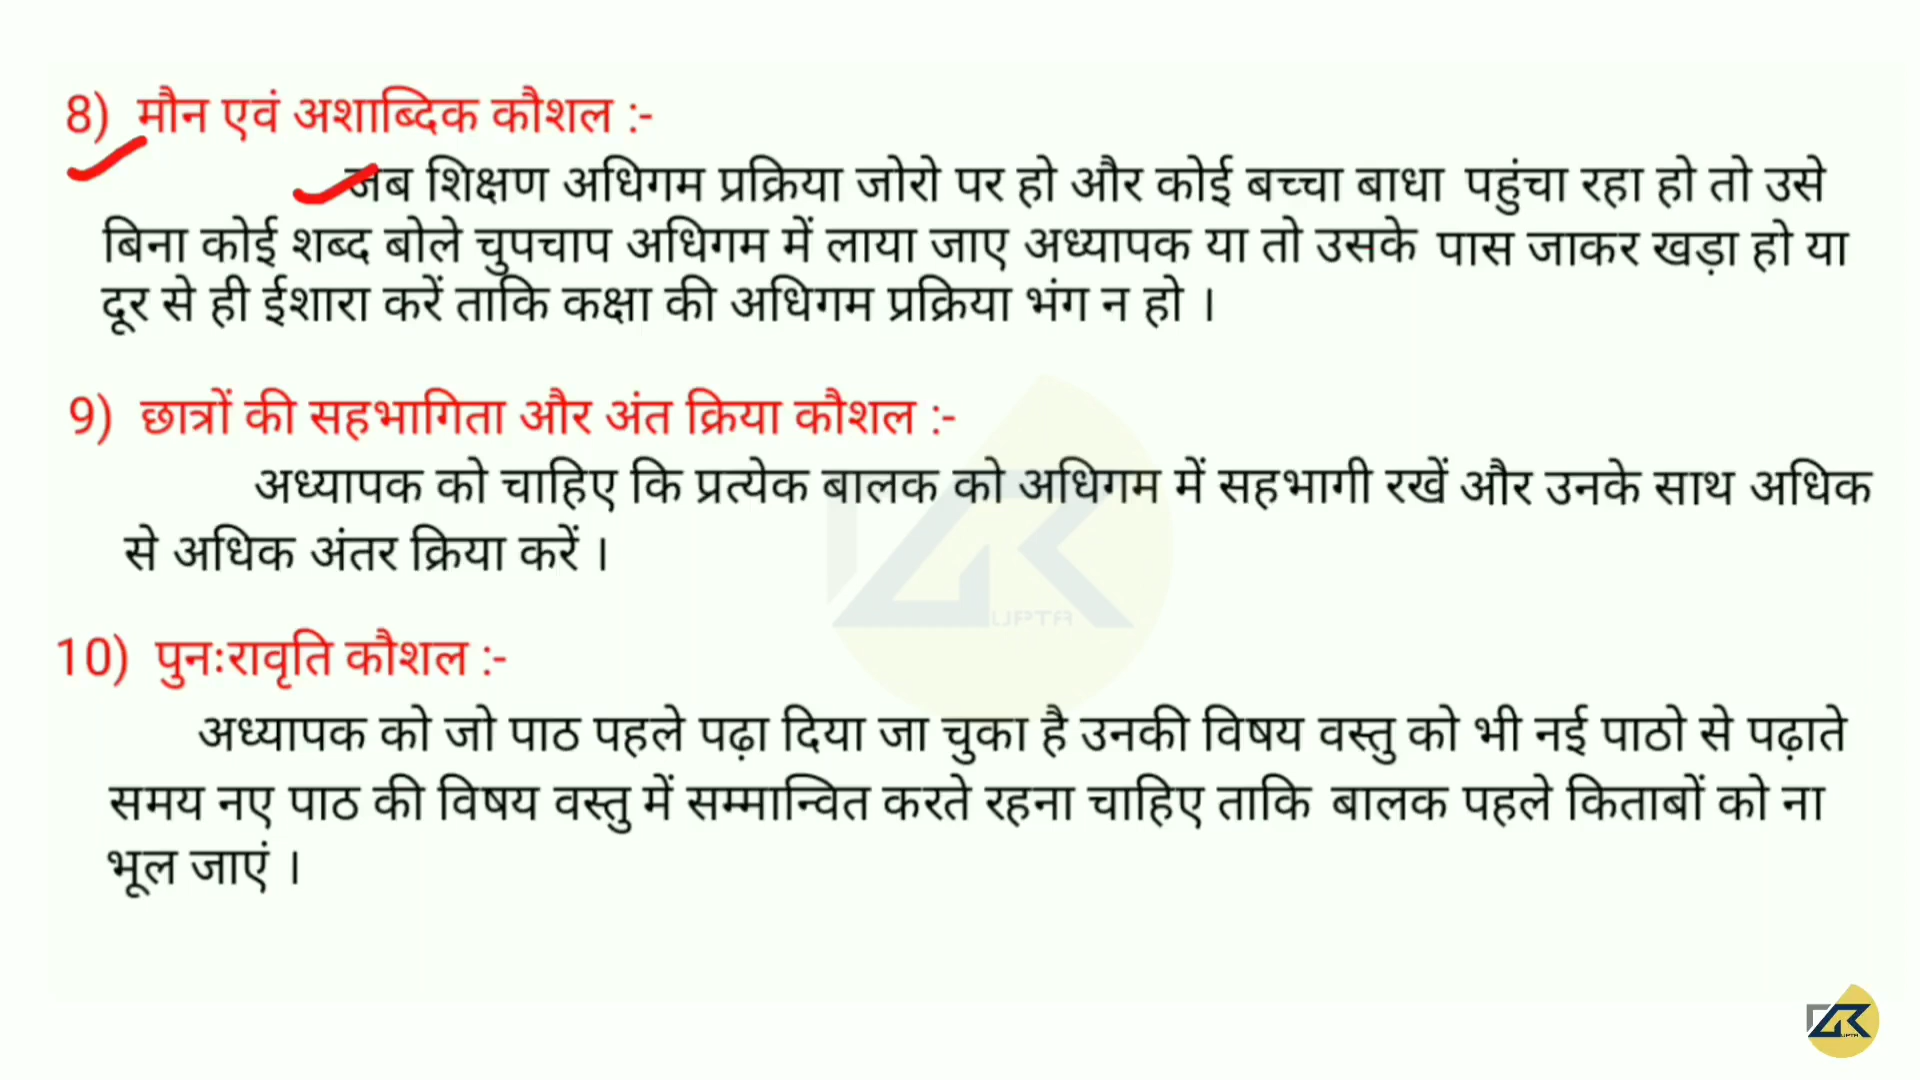 8) मौन एवं अशाब्दिक कौशल :-
जब शिक्षण अधिगम प्रक्रिया जोरो पर हो और कोई बच्चा बाधा पहुंचा रहा हो तो उसे
बिना कोई शब्द बोले चुपचाप अधिगम में लाया जाए अध्यापक या तो उसके पास जाकर खड़ा हो या
दूर से ही ईशारा करें ताकि कक्षा की अधिगम प्रक्रिया भंग न हो ।
9) छात्रों की सहभागिता और अंत क्रिया कौशल :-
अध्यापक को चाहिए कि प्रत्येक बालक को अधिगम में सहभागी रखें और उनके साथ अधिक
से अधिक अंतर क्रिया करें ।
10) पुनःरावृति कौशल :-
अध्यापक को जो पाठ पहले पढ़ा दिया जा चुका है उनकी विषय वस्तु को भी नई पाठो से पढ़ाते
समय नए पाठ की विषय वस्तु में सम्मान्वित करते रहना चाहिए ताकि बालक पहले किताबों को ना
भूल जाएं ।